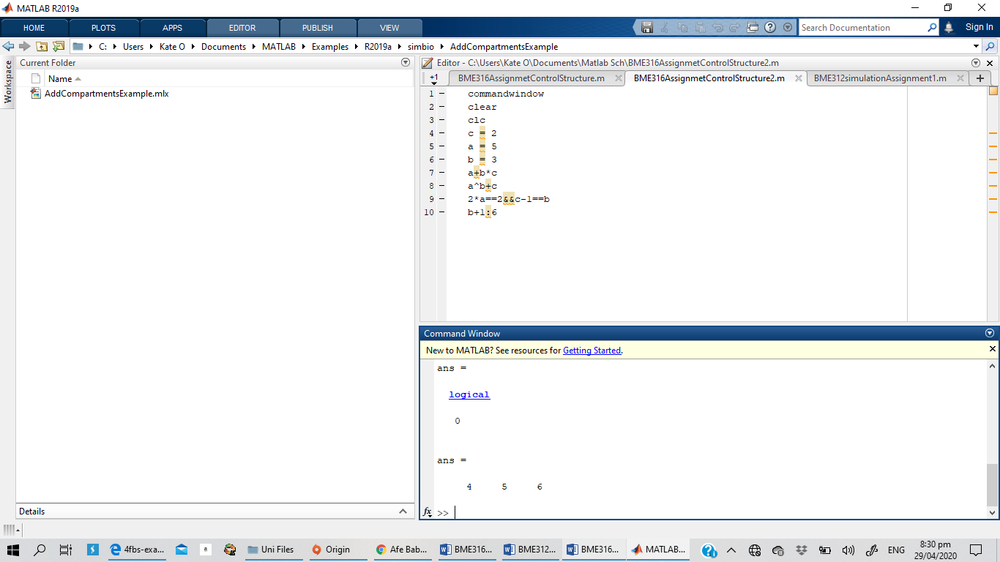 MATLAB R2019a
HOME PLOTS APPS EDITOR PUBLISH VIEW Search Documentation Sign In
C: Users Kate O Documents MATLAB Examples R2019a simbio AddCompartmentsExample
Workspace
Current Folder
Name
AddCompartmentsExample.mlx
Details
Editor - C:\Users\Kate O\Documents\Matlab Sch\BME316AssignmetControlStructure2.m
+1 BME316AssignmetControlStructure.m BME316AssignmetControlStructure2.m BME312simulationAssignment1.m +
1 – commandwindow
2 – clear
3 – clc
4 – c = 2
5 – a = 5
6 – b = 3
7 – a+b*c
8 – a^b+c
9 – 2*a==2&&c-1==b
10 – b+1:6
Command Window
New to MATLAB? See resources for Getting Started.
ans =
logical
0
ans =
4 5 6
fx >>
4fbs-exa... a Uni Files Origin Afe Bab... BME316... BME312... BME316... MATLAB... ENG 8:30 pm
29/04/2020